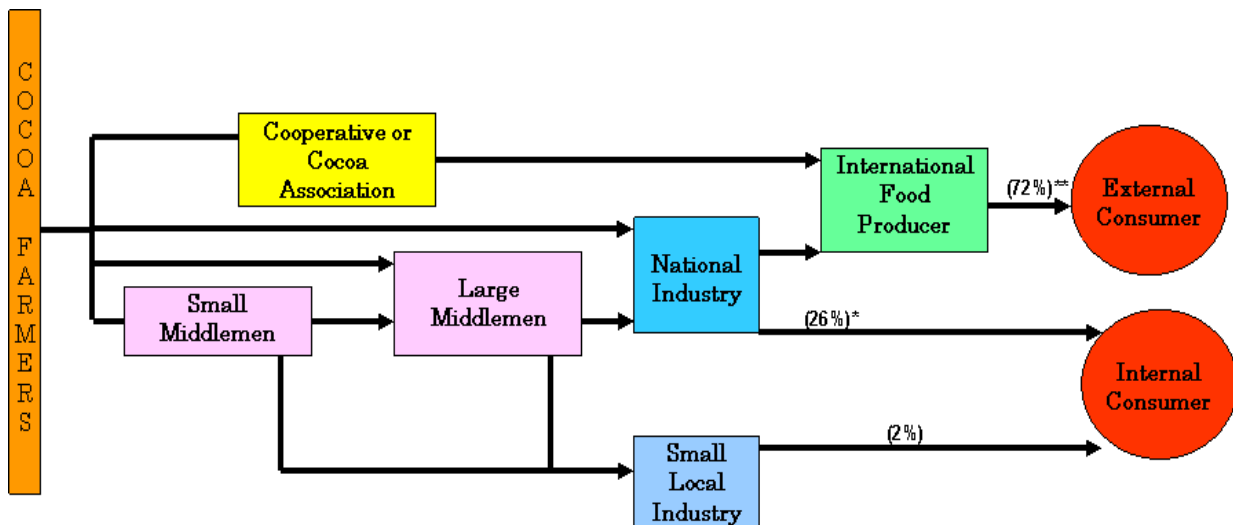 COCOA FARMERS
Cooperative or
Cocoa
Association
International
Food
Producer
(72%)**
External
Consumer
National
Industry
Large
Middlemen
Small
Middlemen
(26%)*
Internal
Consumer
(2%)
Small
Local
Industry